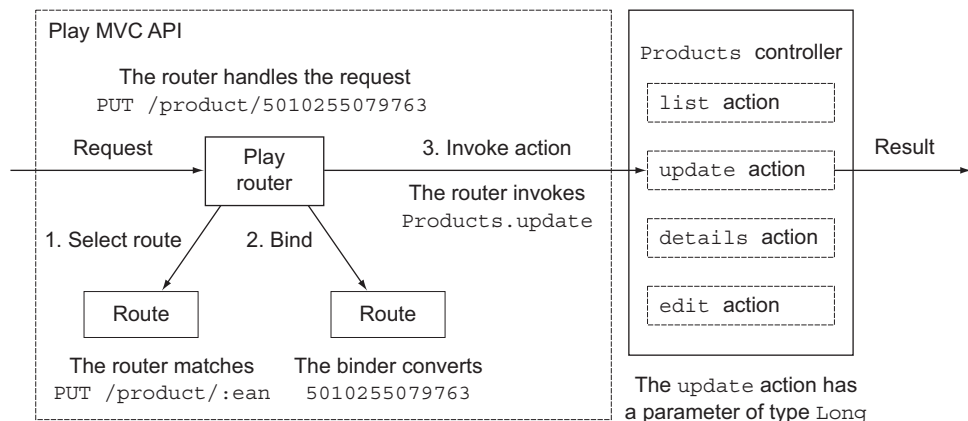 Play MVC API
The router handles the request
PUT /product/5010255079763
Request
Play
router
3. Invoke action
The router invokes
Products.update
1. Select route
2. Bind
Route
Route
The router matches
PUT /product/:ean
The binder converts
5010255079763
Products controller
list action
update action
details action
edit action
Result
The update action has
a parameter of type Long